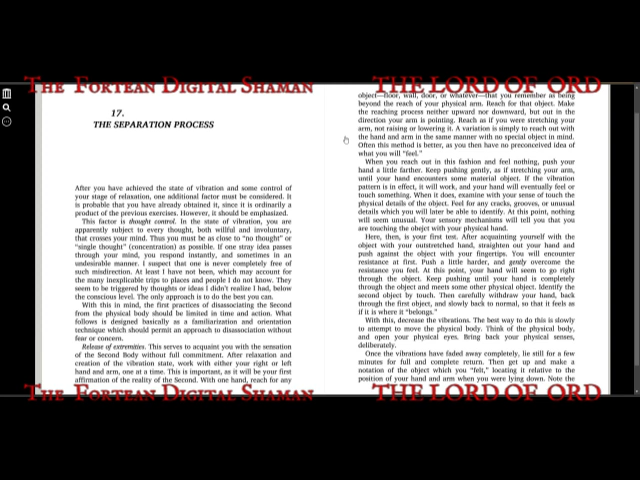 THE FORTEAN DIGITAL SHAMAN
THE LORD OF ORD
17.
THE SEPARATION PROCESS
After you have achieved the state of vibration and some control of
your stage of relaxation, one additional factor must be considered. It
is probable that you have already obtained it, since it is ordinarily a
product of the previous exercises. However, it should be emphasized.
This factor is thought control. In the state of vibration, you are
apparently subject to every thought, both willful and involuntary,
that crosses your mind. Thus you must be as close to "no thought" or
"single thought" (concentration) as possible. If one stray idea passes
through your mind, you respond instantly, and sometimes in an
undesirable manner. I suspect that one is never completely free of
such misdirection. At least I have not been, which may account for
the many inexplicable trips to places and people I do not know. They
seem to be triggered by thoughts or ideas I didn't realize I had, below
the conscious level. The only approach is to do the best you can.
With this in mind, the first practices of disassociating the Second
from the physical body should be limited in time and action. What
follows is designed basically as a familiarization and orientation
technique which should permit an approach to disassociation without
fear or concern.
Release of extremities. This serves to acquaint you with the sensation
of the Second Body without full commitment. After relaxation and
creation of the vibration state, work with either your right or left
hand and arm, one at a time. This is important, as it will be your first
affirmation of the reality of the Second. With one hand, reach for any
object—floor, wall, door, or whatever—that you remember as being
beyond the reach of your physical arm. Reach for that object. Make
the reaching process neither upward nor downward, but out in the
direction your arm is pointing. Reach as if you were stretching your
arm, not raising or lowering it. A variation is simply to reach out with
the hand and arm in the same manner with no special object in mind.
Often this method is better, as you then have no preconceived idea of
what you will "feel."
When you reach out in this fashion and feel nothing, push your
hand a little farther. Keep pushing gently, as if stretching your arm,
until your hand encounters some material object. If the vibration
pattern is in effect, it will work, and your hand will eventually feel or
touch something. When it does, examine with your sense of touch the
physical details of the object. Feel for any cracks, grooves, or unusual
details which you will later be able to identify. At this point, nothing
will seem unusual. Your sensory mechanisms will tell you that you
are touching the object with your physical hand.
Here, then, is your first test. After acquainting yourself with the
object with your outstretched hand, straighten out your hand and
push against the object with your fingertips. You will encounter
resistance at first. Push a little harder, and gently overcome the
resistance you feel. At this point, your hand will seem to go right
through the object. Keep pushing until your hand is completely
through the object and meets some other physical object. Identify the
second object by touch. Then carefully withdraw your hand, back
through the first object, and slowly back to normal, so that it feels as
if it is where it "belongs."
With this, decrease the vibrations. The best way to do this is slowly
to attempt to move the physical body. Think of the physical body,
and open your physical eyes. Bring back your physical senses,
deliberately.
Once the vibrations have faded away completely, lie still for a few
minutes for full and complete return. Then get up and make a
notation of the object which you "felt," locating it relative to the
position of your hand and arm when you were lying down. Note the
THE FORTEAN DIGITAL SHAMAN
THE LORD OF ORD